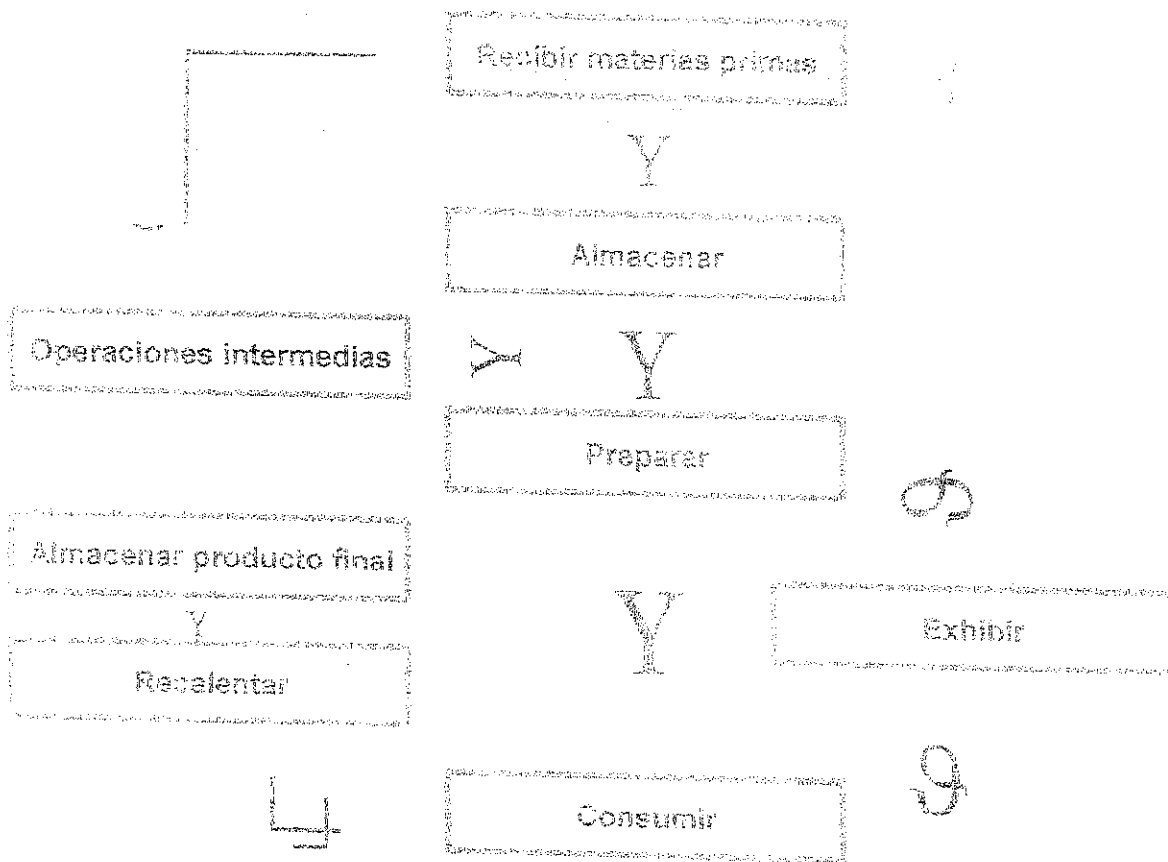 Recibir materias primas
Y
Almacenar
Operaciones intermedias
Y
Y
Preparar
Almacenar producto final
Y
Y
Exhibir
Recalentar
Consumir